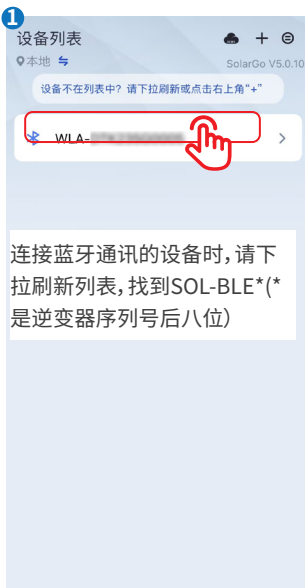 1
设备列表
本地
SolarGo V5.0.10
设备不在列表中？请下拉刷新或点击右上角“+”
WLA-
连接蓝牙通讯的设备时,请下
拉刷新列表,找到SOL-BLE*(*
是逆变器序列号后八位)